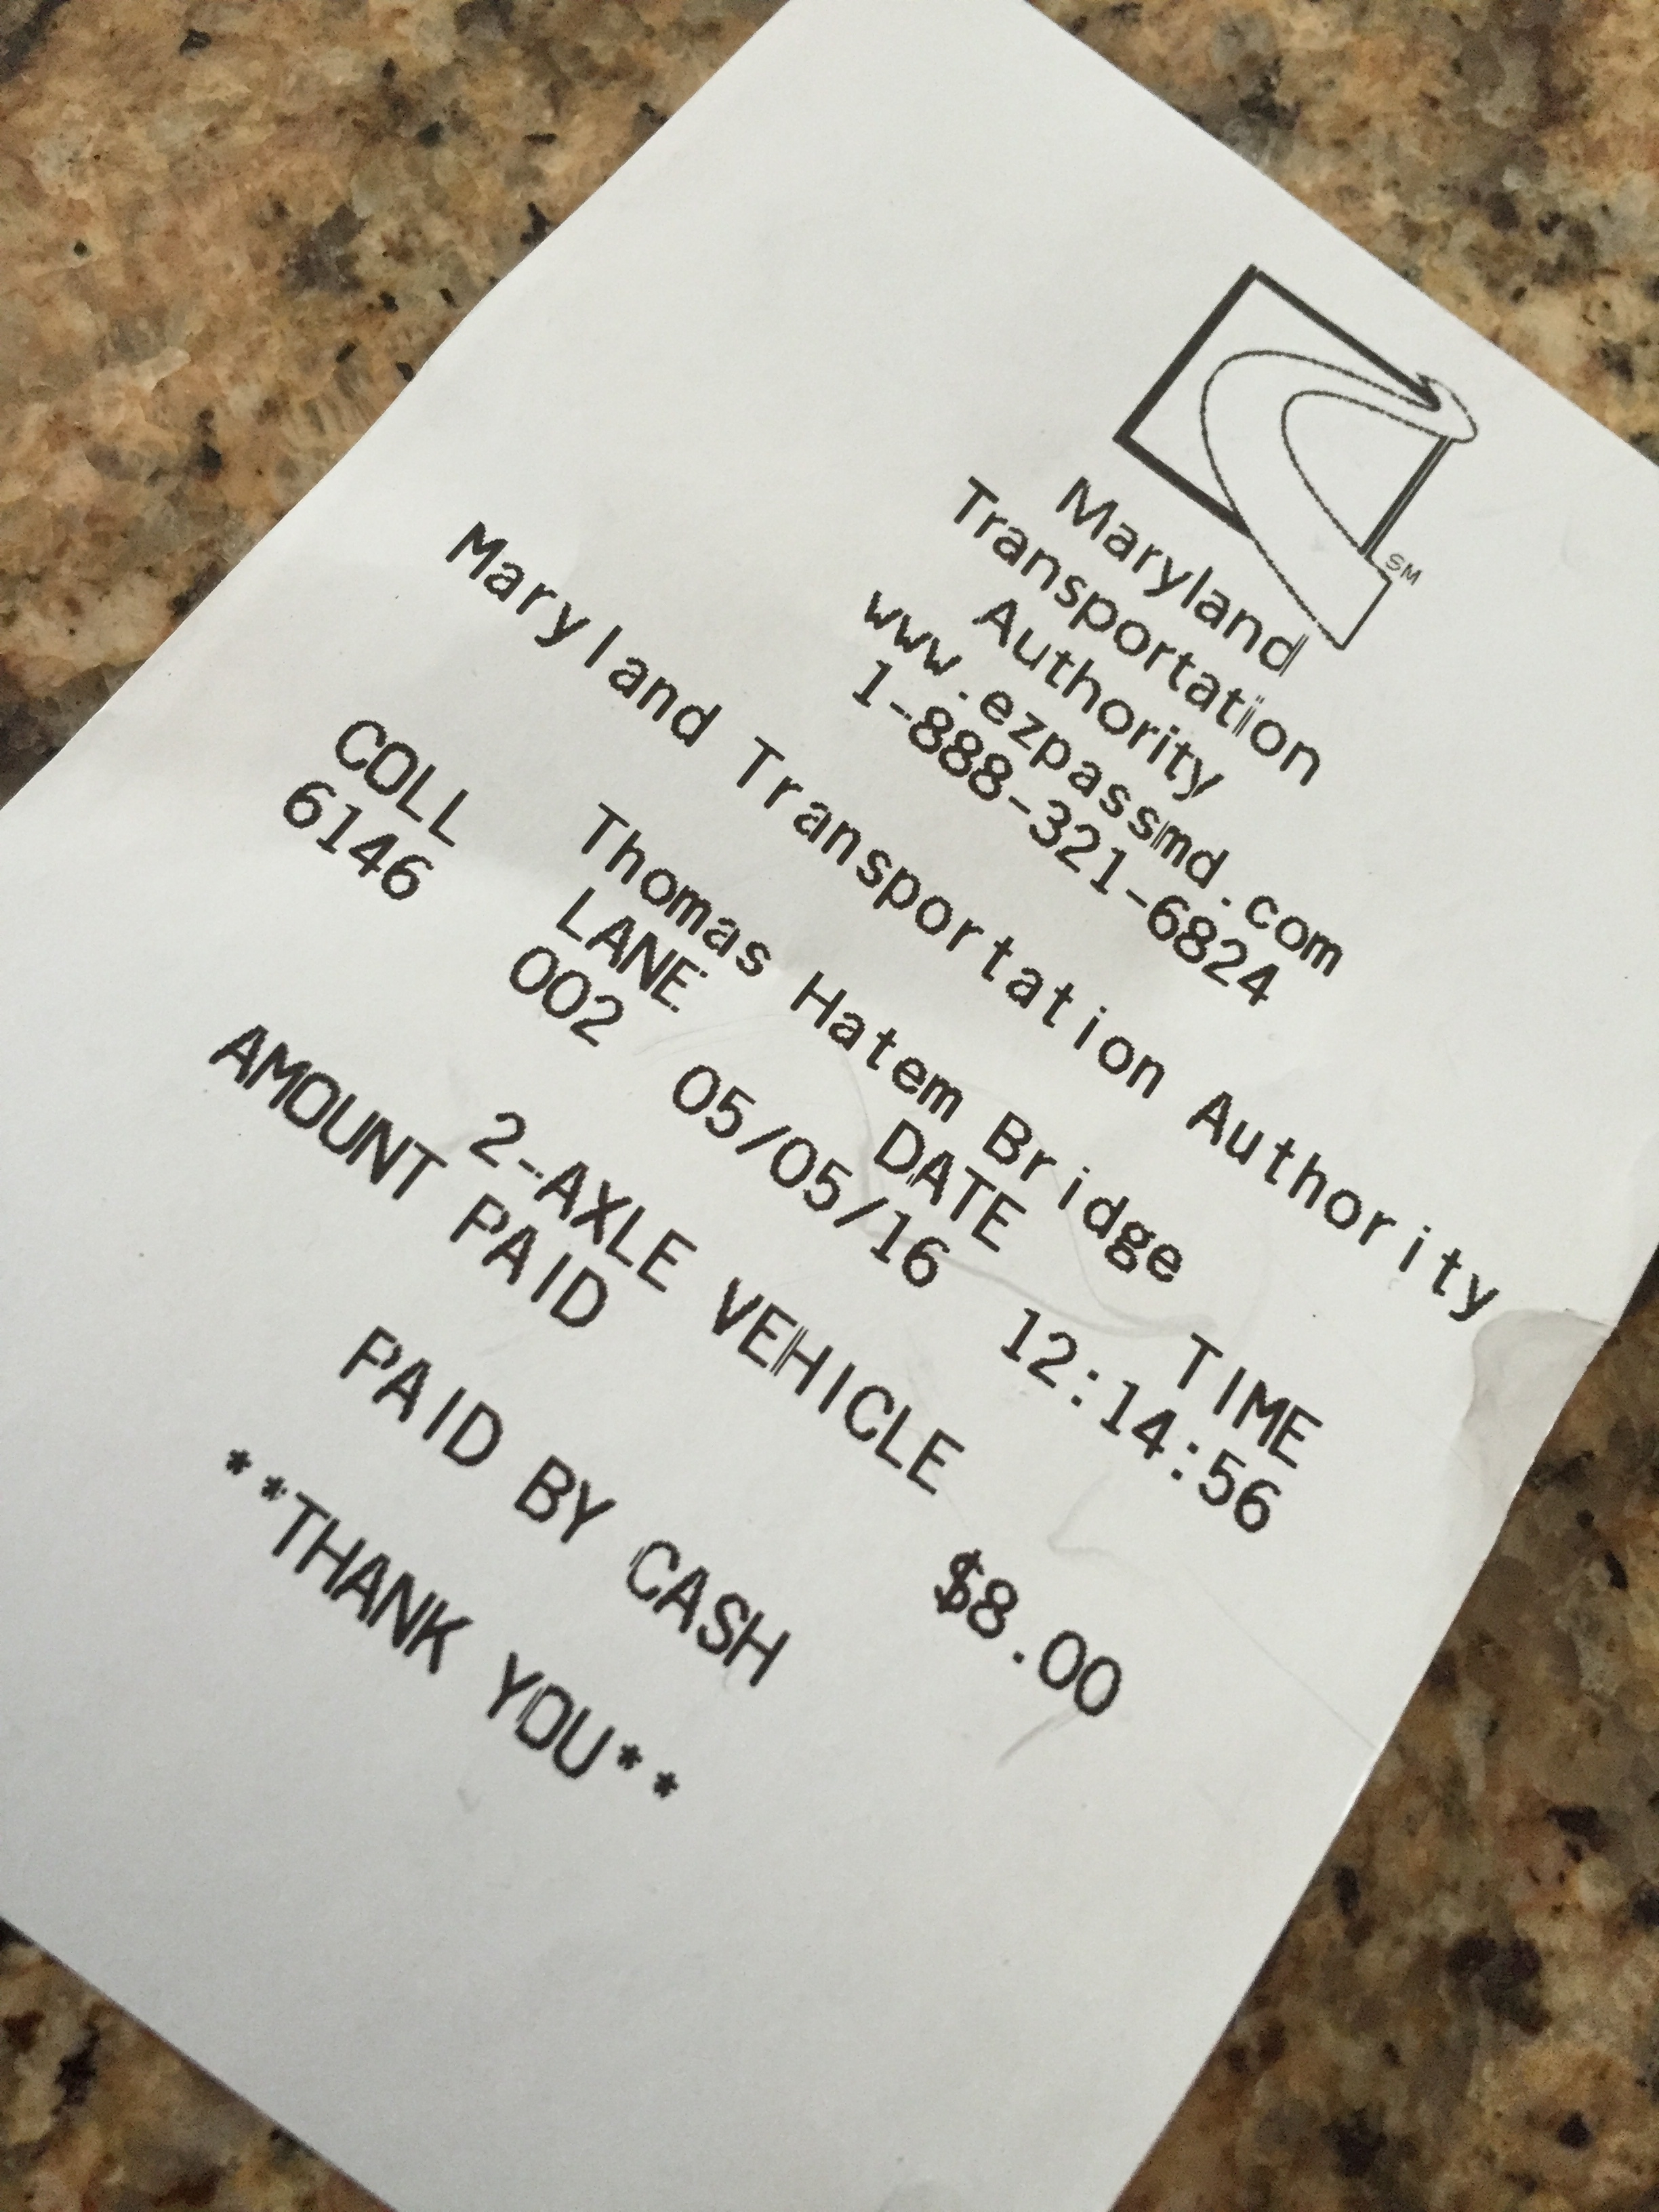 SM
Maryland
Transportation
Authority
www.ezpassmd.com
1-888-321-6824
Maryland Transportation Authority
Thomas Hatem Bridge
COLL LANE DATE TIME
6146 002 05/05/16 12:14:56
2-AXLE VEHICLE
AMOUNT PAID $8.00
PAID BY CASH
**THANK YOU**